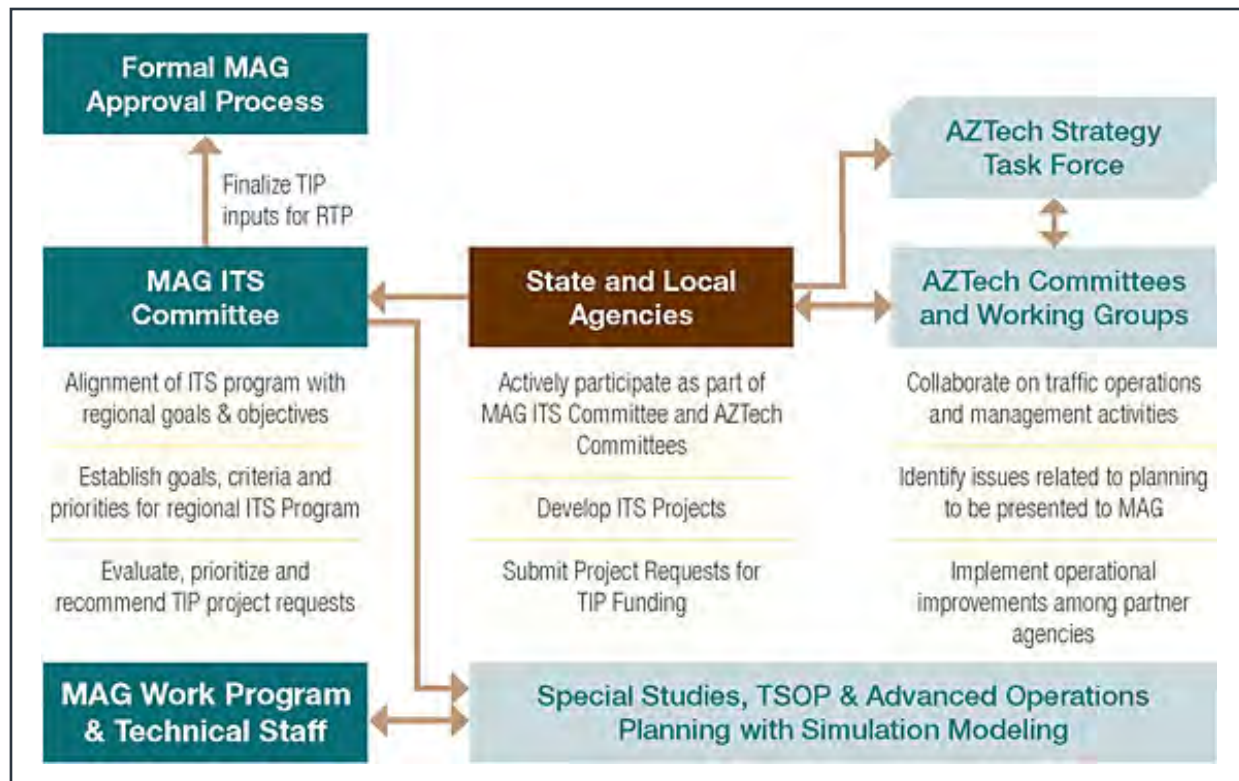 Formal MAG
Approval Process
Finalize TIP
inputs for RTP
MAG ITS
Committee
Alignment of ITS program with
regional goals & objectives
Establish goals, criteria and
priorities for regional ITS Program
Evaluate, prioritize and
recommend TIP project requests
MAG Work Program
& Technical Staff
State and Local
Agencies
Actively participate as part of
MAG ITS Committee and AZTech
Committees
Develop ITS Projects
Submit Project Requests for
TIP Funding
AZTech Strategy
Task Force
AZTech Committees
and Working Groups
Collaborate on traffic operations
and management activities
Identify issues related to planning
to be presented to MAG
Implement operational
improvements among partner
agencies
Special Studies, TSOP & Advanced Operations
Planning with Simulation Modeling